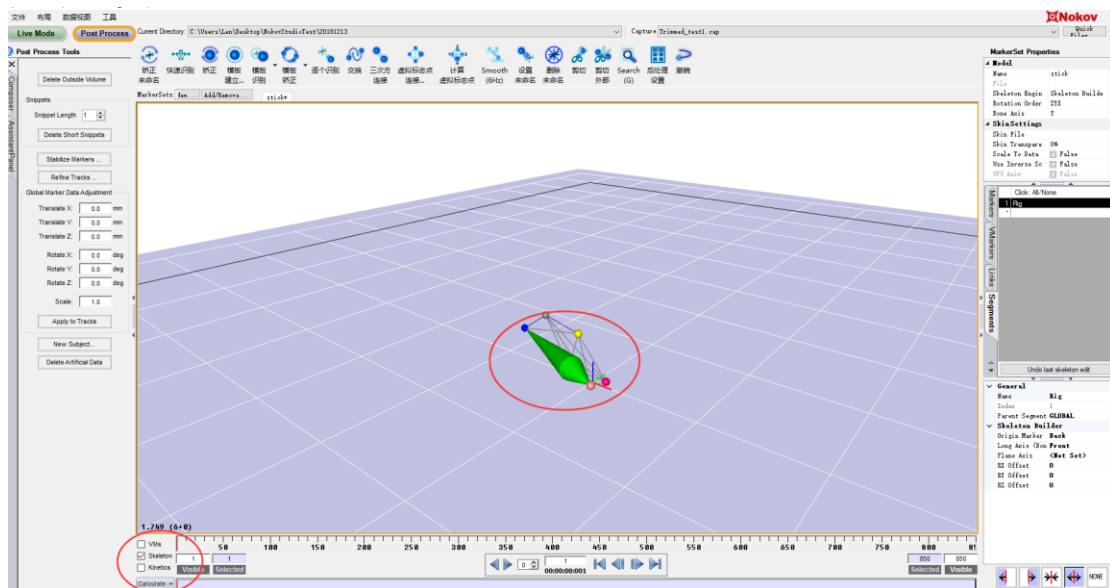 文件 布局 数据视图 工具
Nokov
Live Mode Post Process Current Directory: C:\Users\Lan\Desktop\NokovStudioTest\20181213 Capture Trimmed_test1.cap
Post Process Tools
矫正未命名 快速识别 矫正 模板建立... 模板识别 模板矫正 逐个识别 交换 三次方连接 虚拟标志点连接... 计算虚拟标志点 Smooth (6Hz) 设置未命名 删除未命名 剪切 剪切外部 Search (G) 后处理设置 撤销
MarkerSets Add/Remove... stick*
Delete Outside Volume
Snippets
Snippet Length 1
Delete Short Snippets
Stabilize Markers ...
Refine Tracks ...
Global Marker Data Adjustment
Translate X: 0.0 mm
Translate Y: 0.0 mm
Translate Z: 0.0 mm
Rotate X: 0.0 deg
Rotate Y: 0.0 deg
Rotate Z: 0.0 deg
Scale: 1.0
Apply to Tracks
New Subject...
Delete Artificial Data
Composer
AssistantPanel
1.749 (6+0)
VMs
Skeleton
Kinetics
Calculate
50 100 150 200 250 300 350 400 450 500 550 600 650 700 750 800 85
1 1
Visible Selected
0 1
00:00:00:001
850 850
Selected Visible
MarkerSet Properties
Model
Name stick
File
Skeleton Engin Skeleton Builde
Rotation Order ZYX
Bone Axis Y
SkinSettings
Skin File
Skin Transpare 0%
Scale To Data False
Use Inverse Sc False
GPU Anim False
Click: All/None
1 Rig
Markers
VMarkers
Links
Segments
Undo last skeleton edit
General
Name Rig
Index 1
Parent Segment GLOBAL
Skeleton Builder
Origin Marker Back
Long Axis (Bon Front
Plane Axis <Not Set>
RX Offset 0
RY Offset 0
RZ Offset 0
NONE